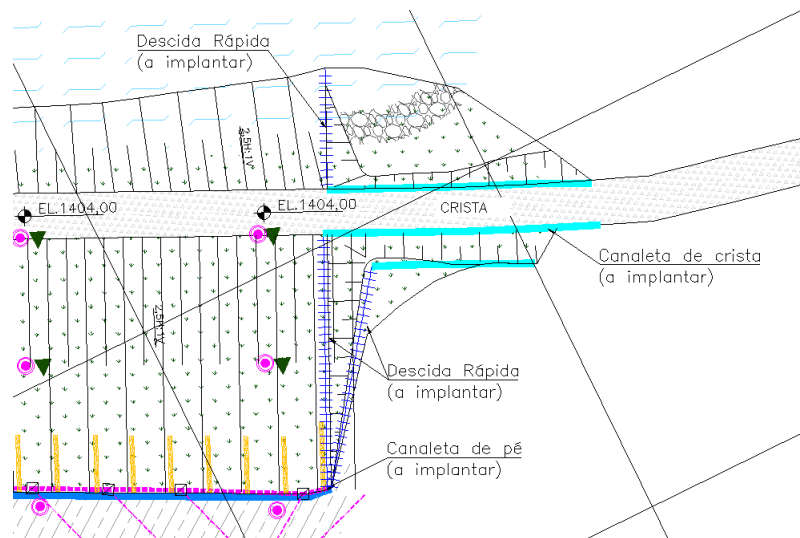 Descida Rápida
(a implantar)
2,5H:1V
EL.1404,00
EL.1404,00
CRISTA
Canaleta de crista
(a implantar)
2,5H:1V
Descida Rápida
(a implantar)
Canaleta de pé
(a implantar)